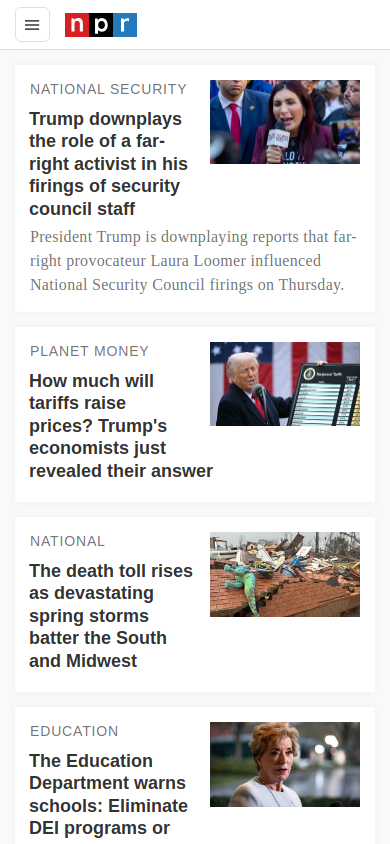 npr
NATIONAL SECURITY
Trump downplays
the role of a far-
right activist in his
firings of security
council staff
President Trump is downplaying reports that far-
right provocateur Laura Loomer influenced
National Security Council firings on Thursday.
PLANET MONEY
How much will
tariffs raise
prices? Trump's
economists just
revealed their answer
Reciprocal Tariffs
NATIONAL
The death toll rises
as devastating
spring storms
batter the South
and Midwest
EDUCATION
The Education
Department warns
schools: Eliminate
DEI programs or